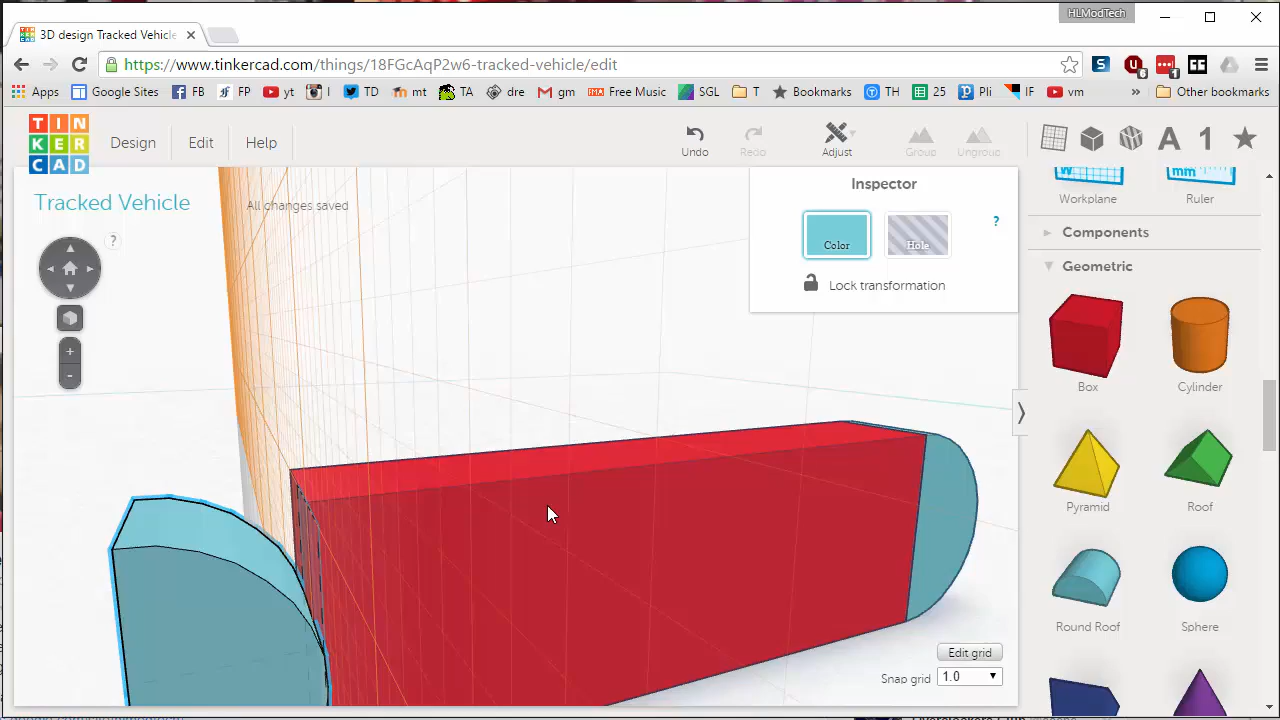 HLModTech
3D design Tracked Vehicle
https://www.tinkercad.com/things/18FGcAqP2w6-tracked-vehicle/edit
Apps Google Sites FB FP yt I TD mt TA dre gm Free Music SGL T Bookmarks TH 25 Pli IF vm » Other bookmarks
TIN
KER
CAD
Design Edit Help Undo Redo Adjust Group Ungroup
Tracked Vehicle
All changes saved
?
+
-
Inspector
Color Hole
?
Lock transformation
Workplane Ruler
Components
Geometric
Box Cylinder
Pyramid Roof
Round Roof Sphere
Edit grid
Snap grid 1.0